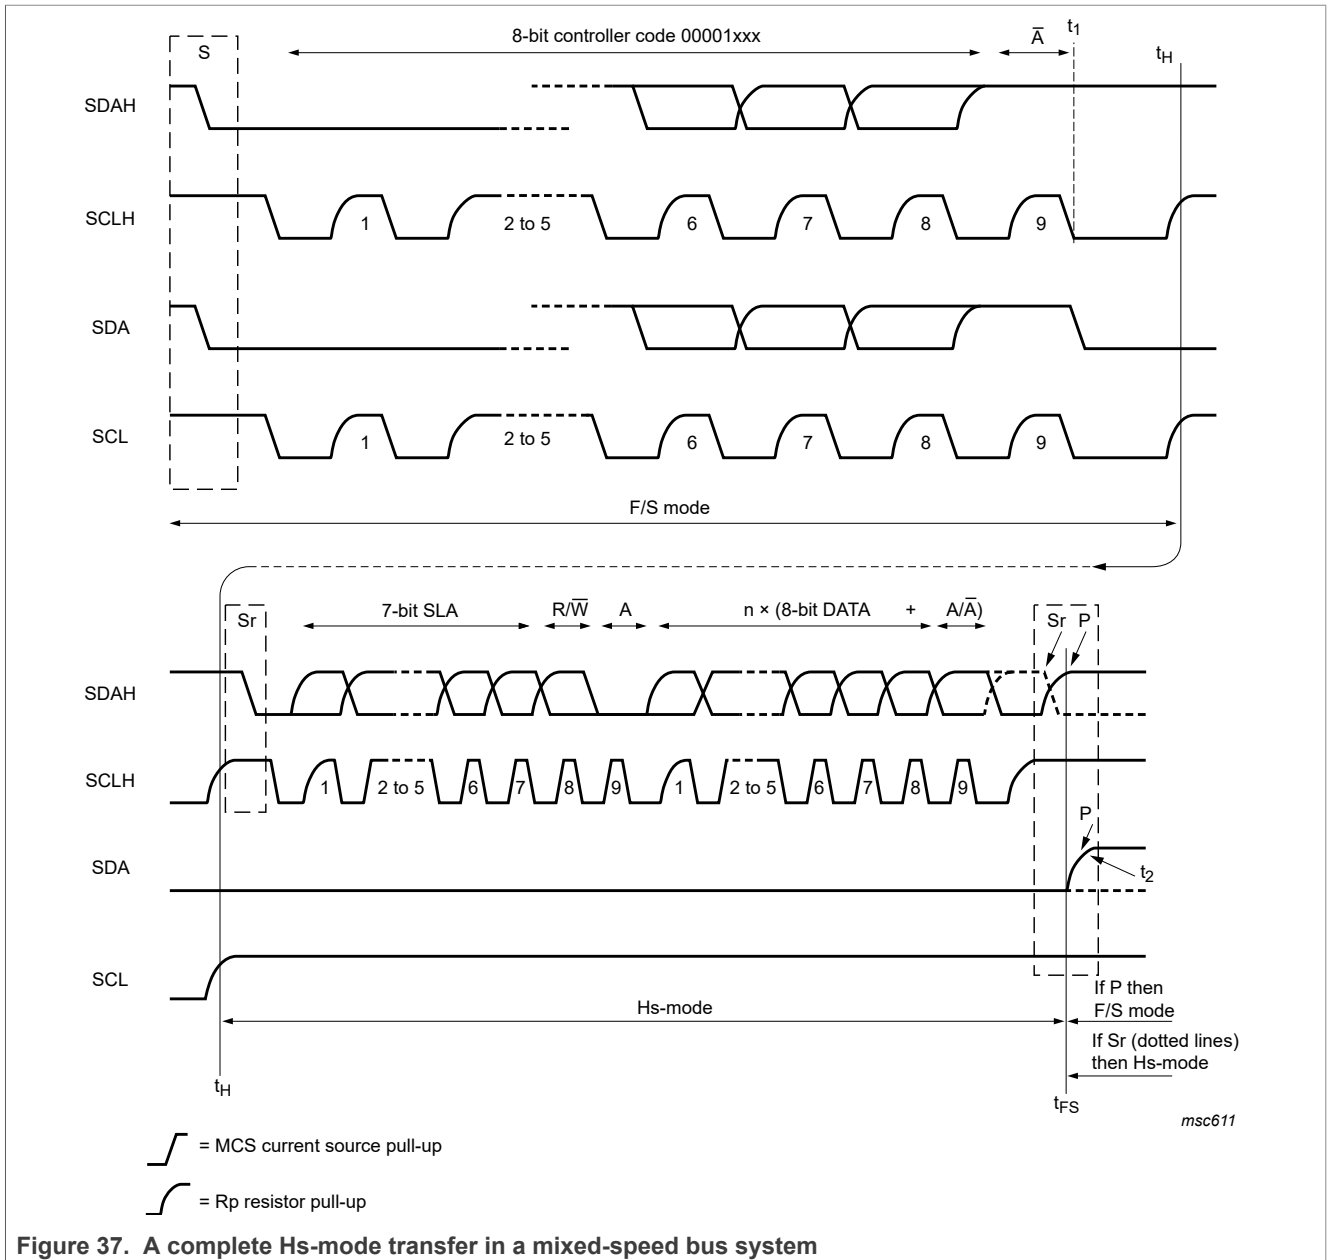 8-bit controller code 00001xxx
A̅
t1
tH
S
SDAH
SCLH
1
2 to 5
6
7
8
9
SDA
SCL
1
2 to 5
6
7
8
9
F/S mode
Sr
7-bit SLA
R/W̅
A
n × (8-bit DATA
+
A/A̅)
Sr
P
SDAH
SCLH
1
2 to 5
6
7
8
9
1
2 to 5
6
7
8
9
P
SDA
t2
SCL
If P then
F/S mode
Hs-mode
If Sr (dotted lines)
then Hs-mode
tH
tFS
msc611
= MCS current source pull-up
= Rp resistor pull-up
Figure 37. A complete Hs-mode transfer in a mixed-speed bus system